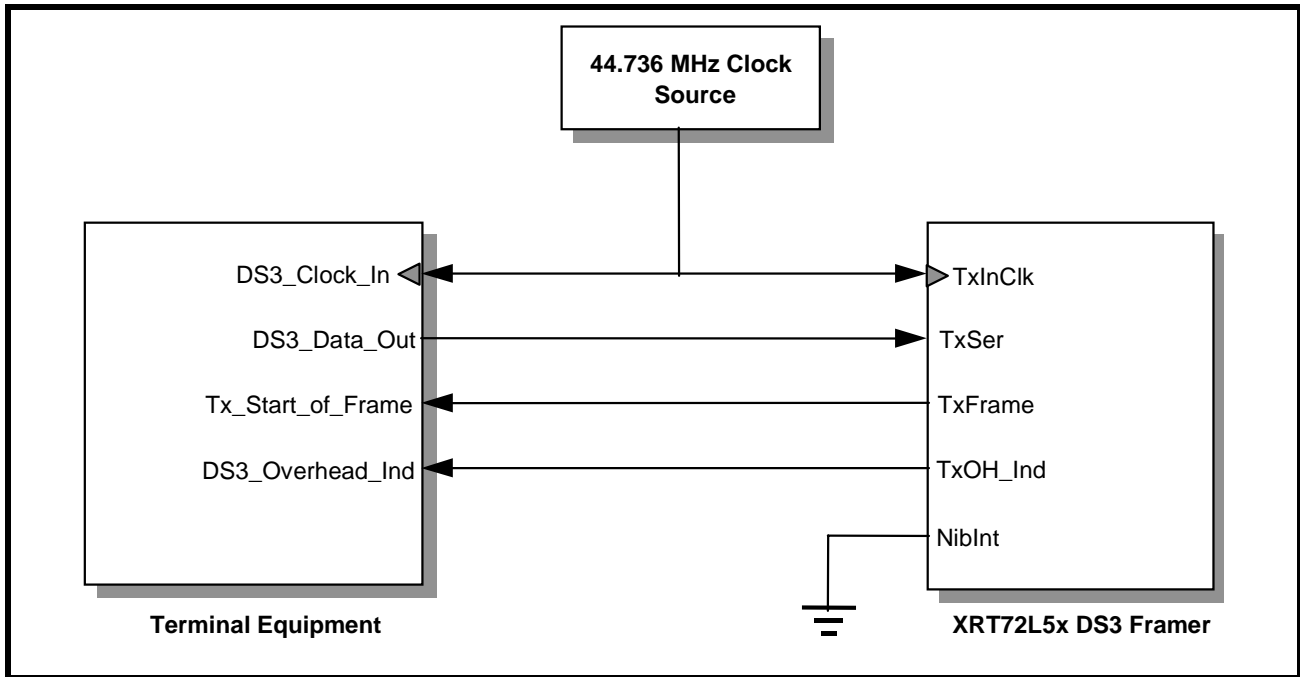 44.736 MHz Clock
Source
DS3_Clock_In
TxInClk
DS3_Data_Out
TxSer
Tx_Start_of_Frame
TxFrame
DS3_Overhead_Ind
TxOH_Ind
NibInt
Terminal Equipment
XRT72L5x DS3 Framer